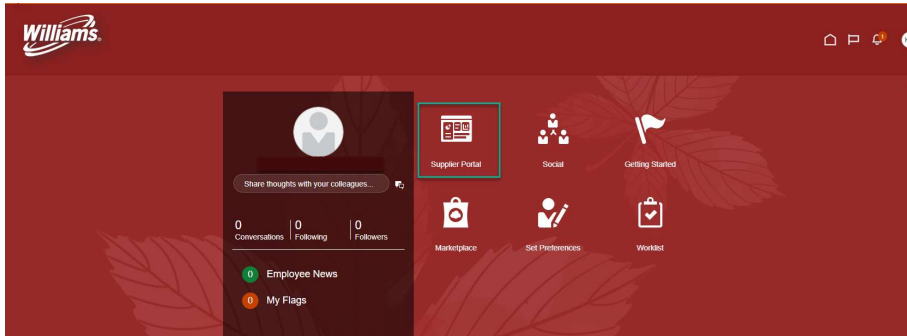 Williams.
Supplier Portal
Social
Getting Started
Share thoughts with your colleagues...
0 0 0
Conversations Following Followers
Marketplace
Set Preferences
Worklist
0 Employee News
0 My Flags